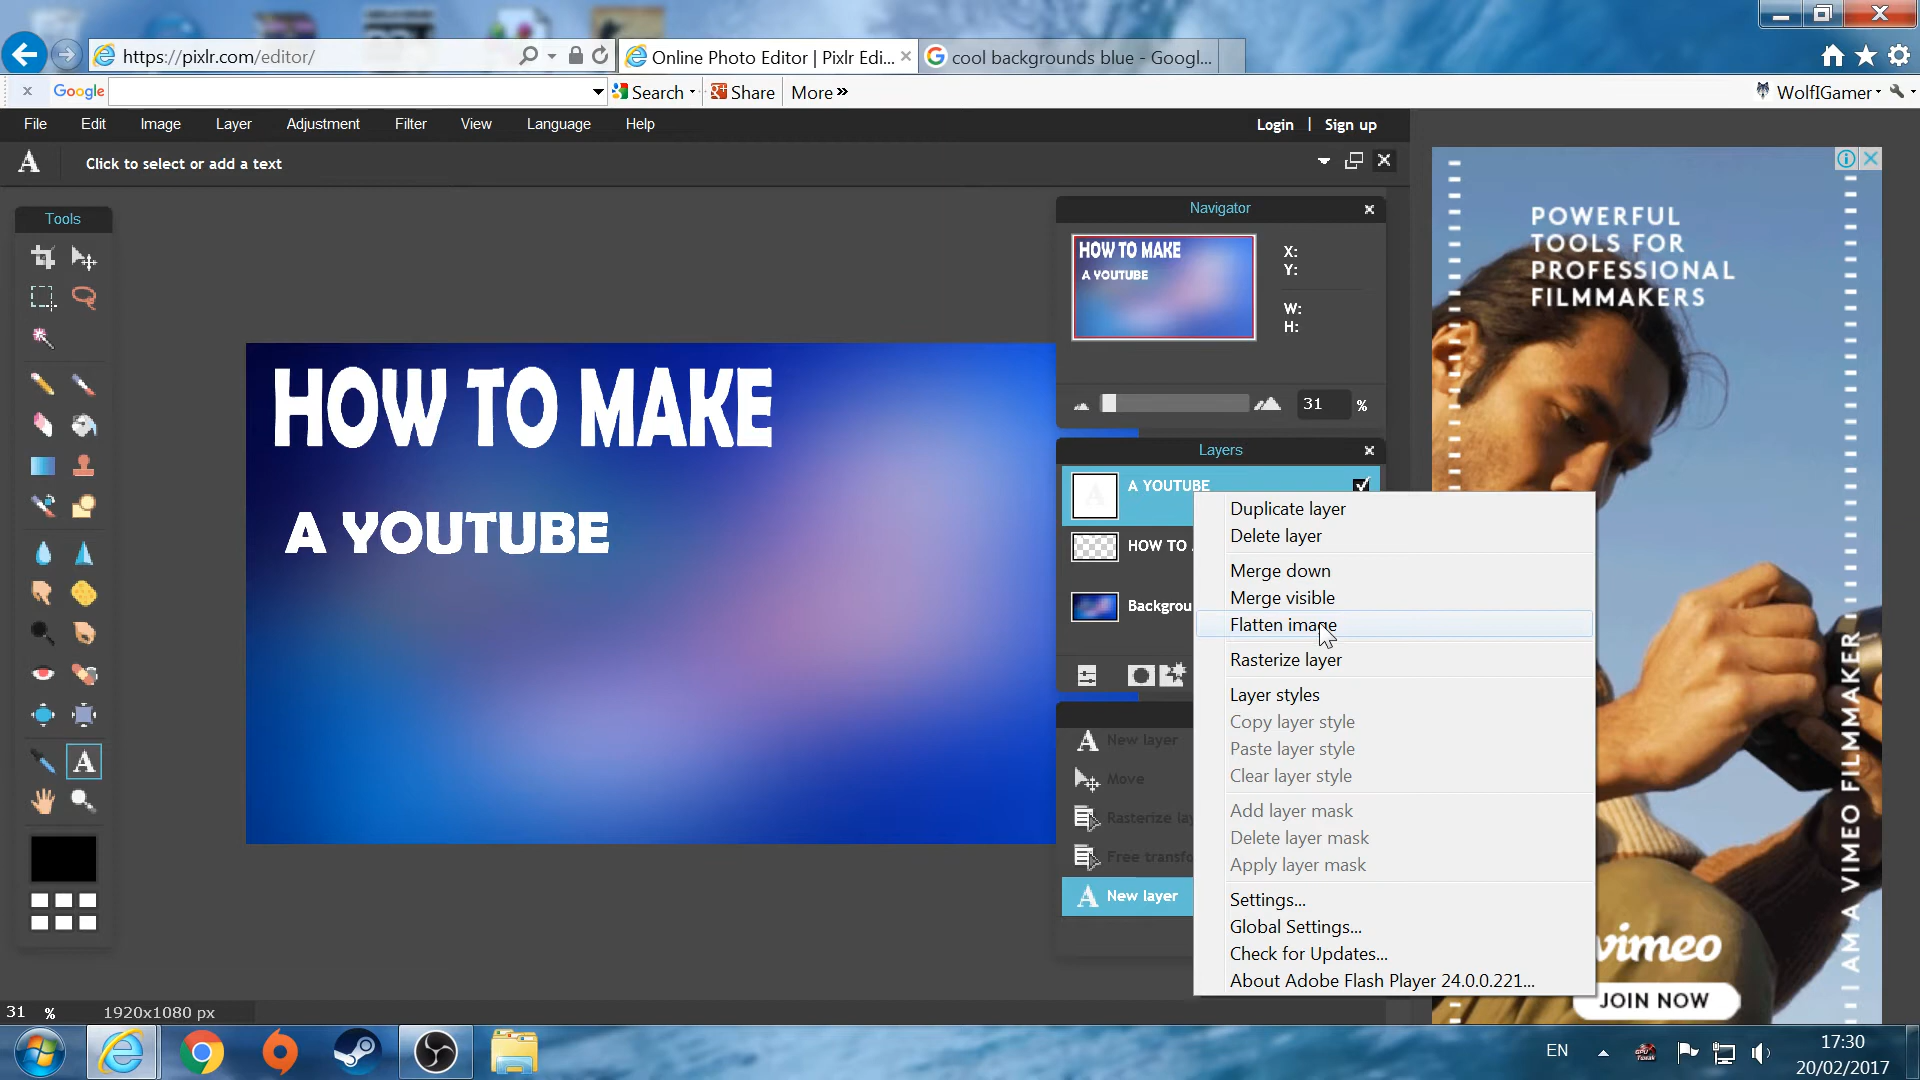 https://pixlr.com/editor/
Online Photo Editor | Pixlr Edi...
cool backgrounds blue - Googl...
Google
Search
Share
More »
WolfIGamer
File
Edit
Image
Layer
Adjustment
Filter
View
Language
Help
Login | Sign up
A
Click to select or add a text
Tools
Navigator
HOW TO MAKE
A YOUTUBE
X:
Y:
W:
H:
31 %
HOW TO MAKE
A YOUTUBE
Layers
A YOUTUBE
HOW TO
Backgrou
New layer
Move
Rasterize la
Free transfo
New layer
Duplicate layer
Delete layer
Merge down
Merge visible
Flatten image
Rasterize layer
Layer styles
Copy layer style
Paste layer style
Clear layer style
Add layer mask
Delete layer mask
Apply layer mask
Settings...
Global Settings...
Check for Updates...
About Adobe Flash Player 24.0.0.221...
POWERFUL
TOOLS FOR
PROFESSIONAL
FILMMAKERS
I AM A VIMEO FILMMAKER
vimeo
JOIN NOW
31 %
1920x1080 px
EN
17:30
20/02/2017